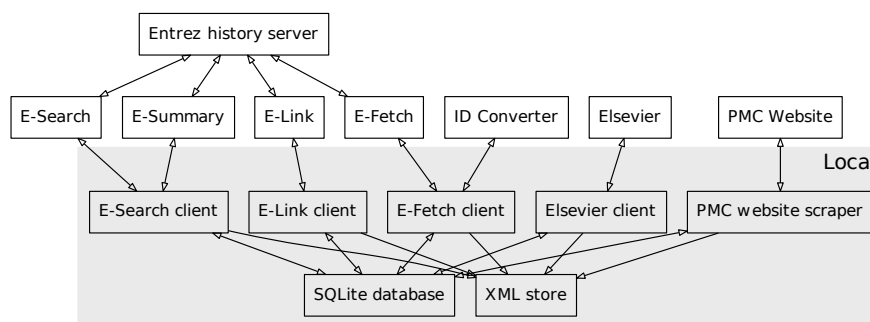 Entrez history server
E-Search
E-Summary
E-Link
E-Fetch
ID Converter
Elsevier
PMC Website
Loca
E-Search client
E-Link client
E-Fetch client
Elsevier client
PMC website scraper
SQLite database
XML store